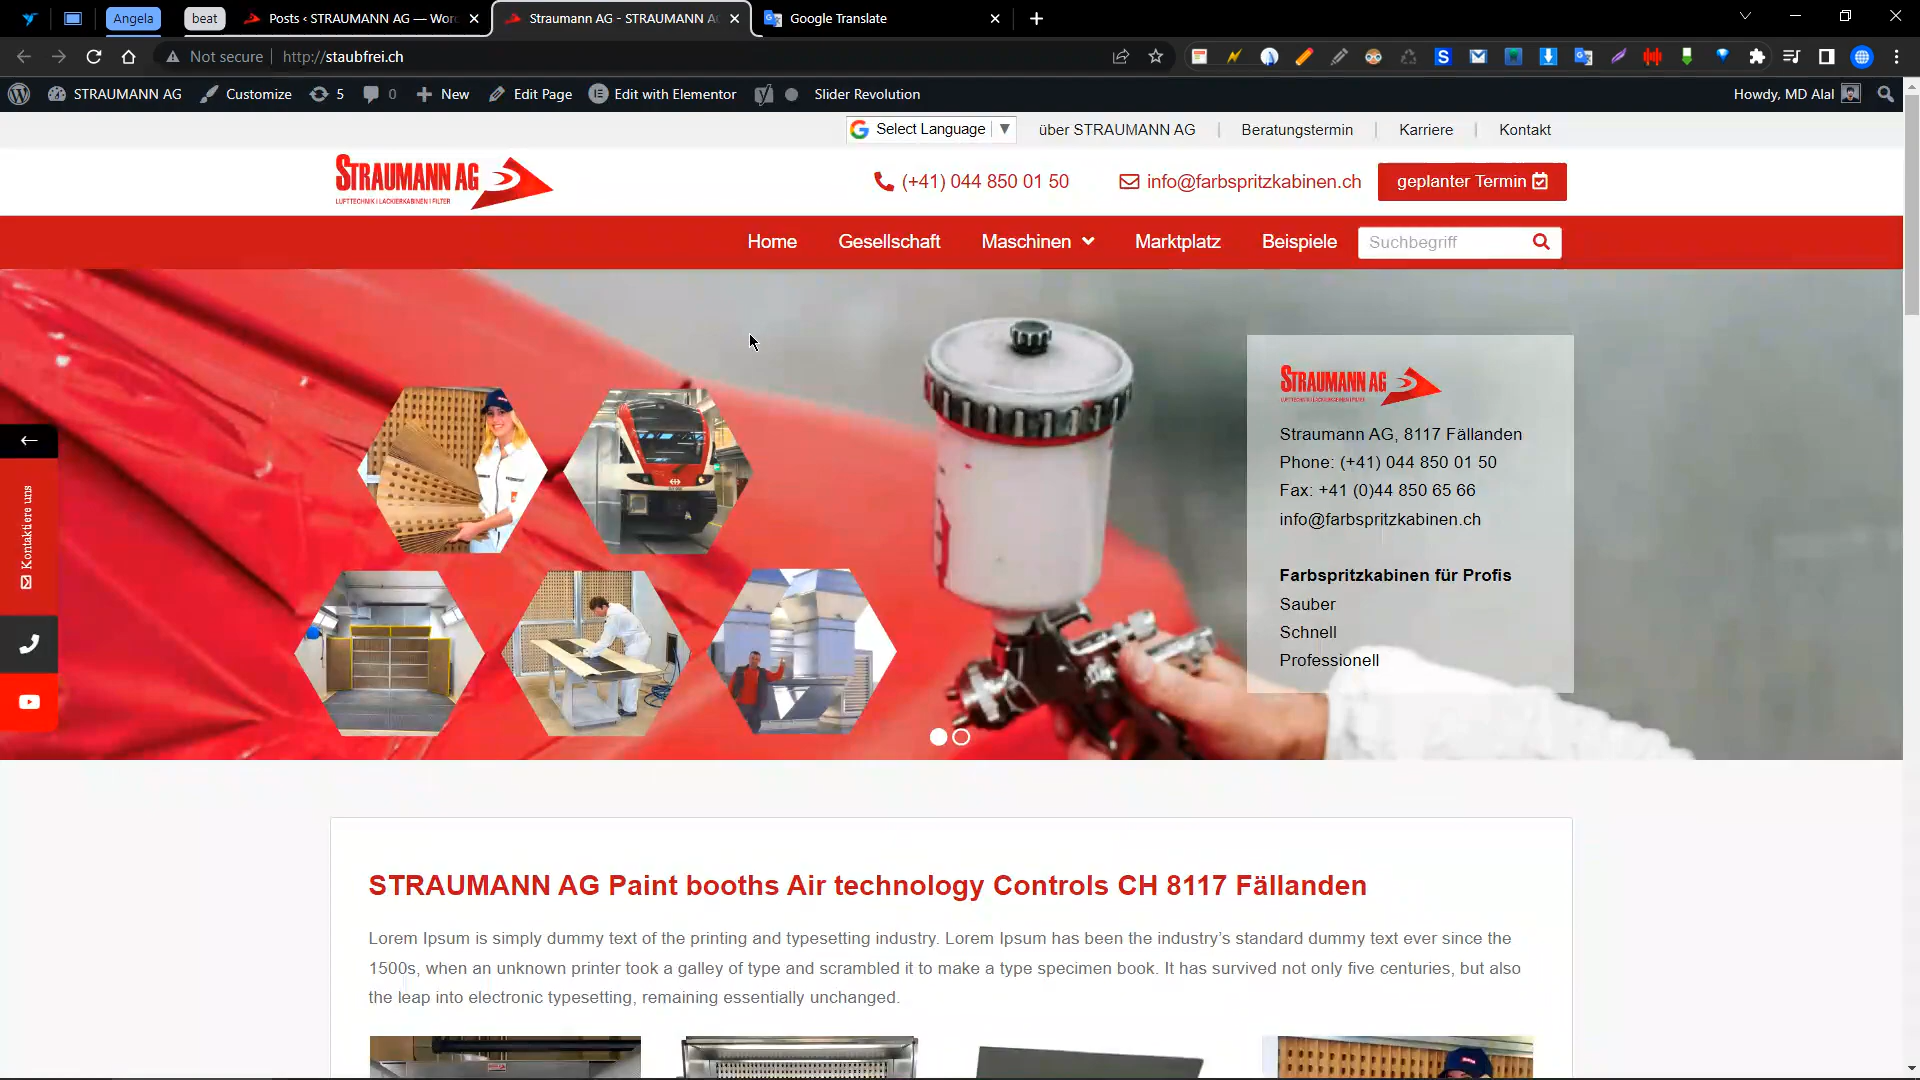 Angela
beat
Posts ‹ STRAUMANN AG — Wor
Straumann AG - STRAUMANN AG
Google Translate
Not secure
http://staubfrei.ch
STRAUMANN AG
Customize
5
0
New
Edit Page
Edit with Elementor
Slider Revolution
Howdy, MD Alal
Select Language
über STRAUMANN AG
Beratungstermin
Karriere
Kontakt
STRAUMANN AG
LUFTTECHNIK I LACKIERKABINEN I FILTER
(+41) 044 850 01 50
info@farbspritzkabinen.ch
geplanter Termin
Home
Gesellschaft
Maschinen
Marktplatz
Beispiele
Suchbegriff
Kontaktiere uns
STRAUMANN AG
LUFTTECHNIK I LACKIERKABINEN I FILTER
Straumann AG, 8117 Fällanden
Phone: (+41) 044 850 01 50
Fax: +41 (0)44 850 65 66
info@farbspritzkabinen.ch
Farbspritzkabinen für Profis
Sauber
Schnell
Professionell
STRAUMANN AG Paint booths Air technology Controls CH 8117 Fällanden
Lorem Ipsum is simply dummy text of the printing and typesetting industry. Lorem Ipsum has been the industry's standard dummy text ever since the
1500s, when an unknown printer took a galley of type and scrambled it to make a type specimen book. It has survived not only five centuries, but also
the leap into electronic typesetting, remaining essentially unchanged.